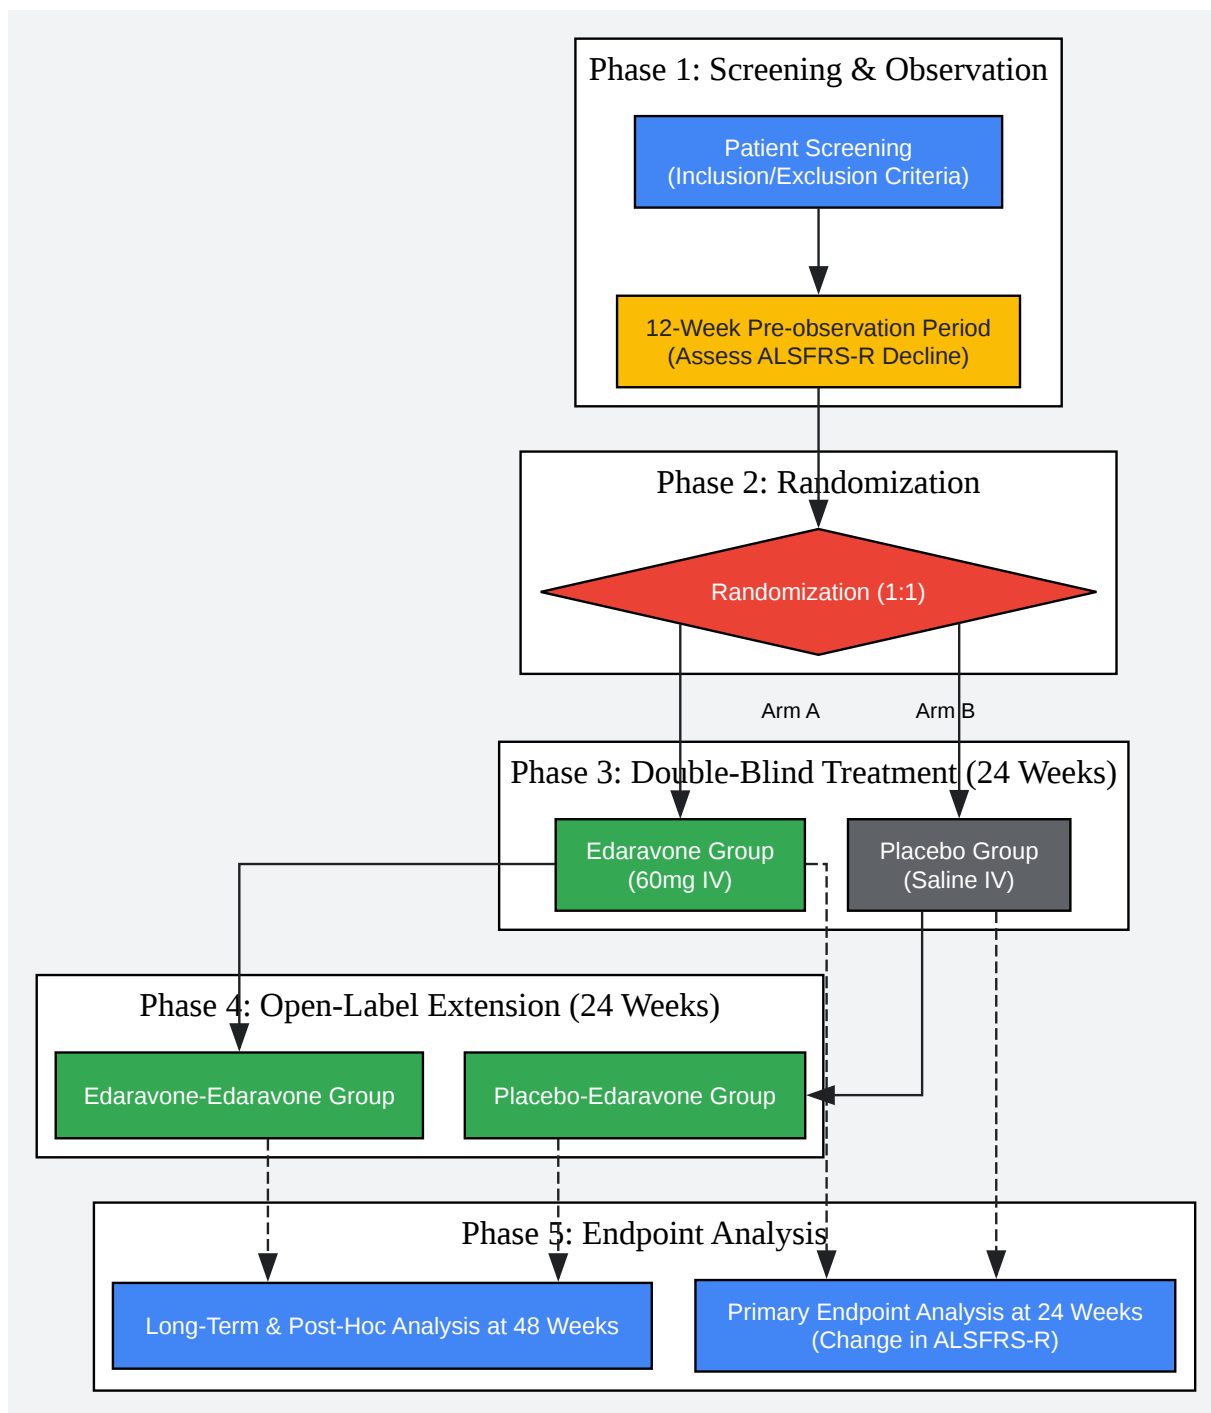 Phase 1: Screening & Observation
Patient Screening
(Inclusion/Exclusion Criteria)
12-Week Pre-observation Period
(Assess ALSFRS-R Decline)
Phase 2: Randomization
Randomization (1:1)
Arm A
Arm B
Phase 3: Double-Blind Treatment (24 Weeks)
Edaravone Group
(60mg IV)
Placebo Group
(Saline IV)
Phase 4: Open-Label Extension (24 Weeks)
Edaravone-Edaravone Group
Placebo-Edaravone Group
Phase 5: Endpoint Analysis
Long-Term & Post-Hoc Analysis at 48 Weeks
Primary Endpoint Analysis at 24 Weeks
(Change in ALSFRS-R)